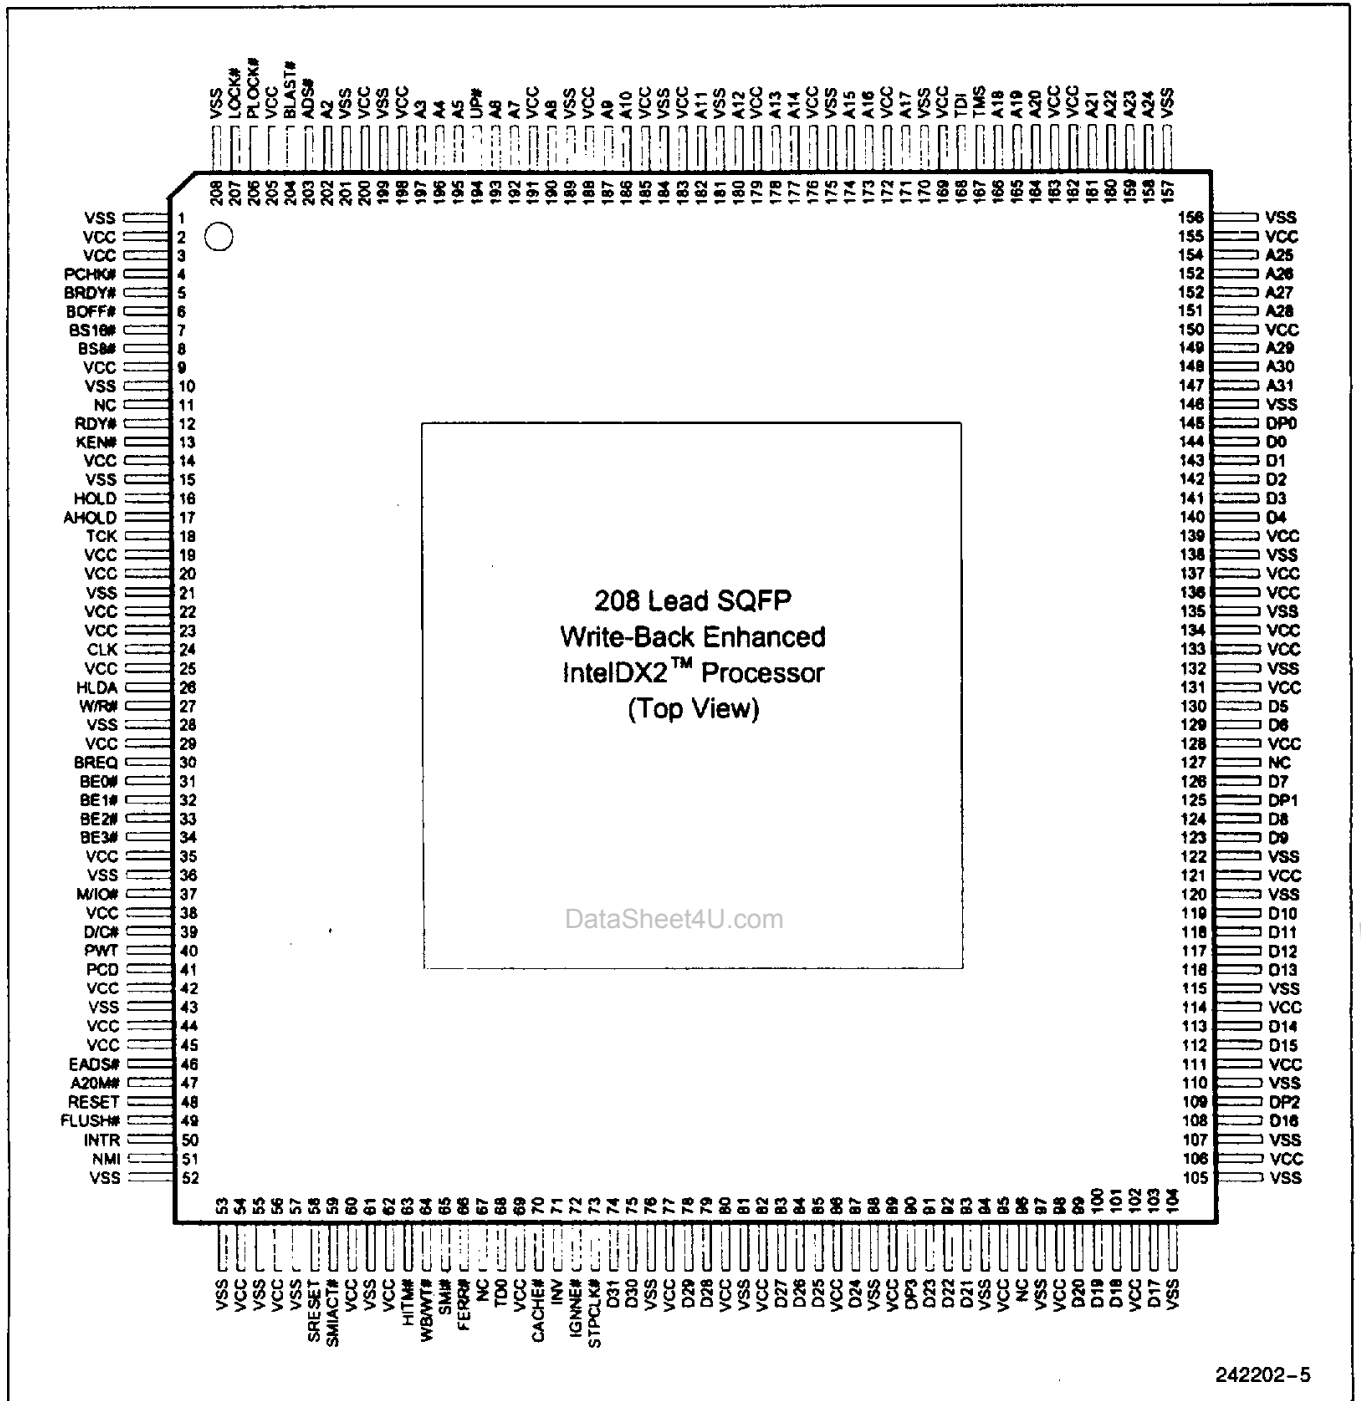 VSS LOCK# PLOCK# VCC BLAST# ADS# A2 VSS VCC VSS VCC A3 A4 A5 UP# A6 A7 VCC A8 VSS VCC A9 A10 VCC VSS VCC A11 VSS A12 VCC A13 A14 VCC VSS A15 A16 VCC A17 VSS VCC TDI TMS A18 A19 A20 VCC VCC A21 A22 A23 A24 VSS
208 207 206 205 204 203 202 201 200 199 198 197 196 195 194 193 192 191 190 189 188 187 186 185 184 183 182 181 180 179 178 177 176 175 174 173 172 171 170 169 168 167 166 165 164 163 162 161 160 159 158 157
VSS 1
VCC 2
VCC 3
PCHK# 4
BRDY# 5
BOFF# 6
BS16# 7
BS8# 8
VCC 9
VSS 10
NC 11
RDY# 12
KEN# 13
VCC 14
VSS 15
HOLD 16
AHOLD 17
TCK 18
VCC 19
VCC 20
VSS 21
VCC 22
VCC 23
CLK 24
VCC 25
HLDA 26
W/R# 27
VSS 28
VCC 29
BREQ 30
BE0# 31
BE1# 32
BE2# 33
BE3# 34
VCC 35
VSS 36
M/IO# 37
VCC 38
D/C# 39
PWT 40
PCD 41
VCC 42
VSS 43
VCC 44
VCC 45
EADS# 46
A20M# 47
RESET 48
FLUSH# 49
INTR 50
NMI 51
VSS 52
208 Lead SQFP
Write-Back Enhanced
IntelDX2™ Processor
(Top View)
DataSheet4U.com
156 VSS
155 VCC
154 A25
152 A26
152 A27
151 A28
150 VCC
149 A29
148 A30
147 A31
146 VSS
145 DP0
144 D0
143 D1
142 D2
141 D3
140 D4
139 VCC
138 VSS
137 VCC
136 VCC
135 VSS
134 VCC
133 VCC
132 VSS
131 VCC
130 D5
129 D6
128 VCC
127 NC
126 D7
125 DP1
124 D8
123 D9
122 VSS
121 VCC
120 VSS
119 D10
118 D11
117 D12
116 D13
115 VSS
114 VCC
113 D14
112 D15
111 VCC
110 VSS
109 DP2
108 D16
107 VSS
106 VCC
105 VSS
53 54 55 56 57 58 59 60 61 62 63 64 65 66 67 68 69 70 71 72 73 74 75 76 77 78 79 80 81 82 83 84 85 86 87 88 89 90 91 92 93 94 95 96 97 98 99 100 101 102 103 104
VSS VCC VSS VCC VSS SRESET SMIACT# VCC VSS VCC HITM# WB/WT# SMI# FERR# NC TD0 VCC CACHE# INV IGNNE# STPCLK# D31 D30 VSS VCC D29 D28 VCC VSS VCC D27 D26 D25 VCC D24 VSS VCC DP3 D23 D22 D21 VSS VCC NC VSS VCC D20 D19 D18 VCC D17 VSS
242202-5